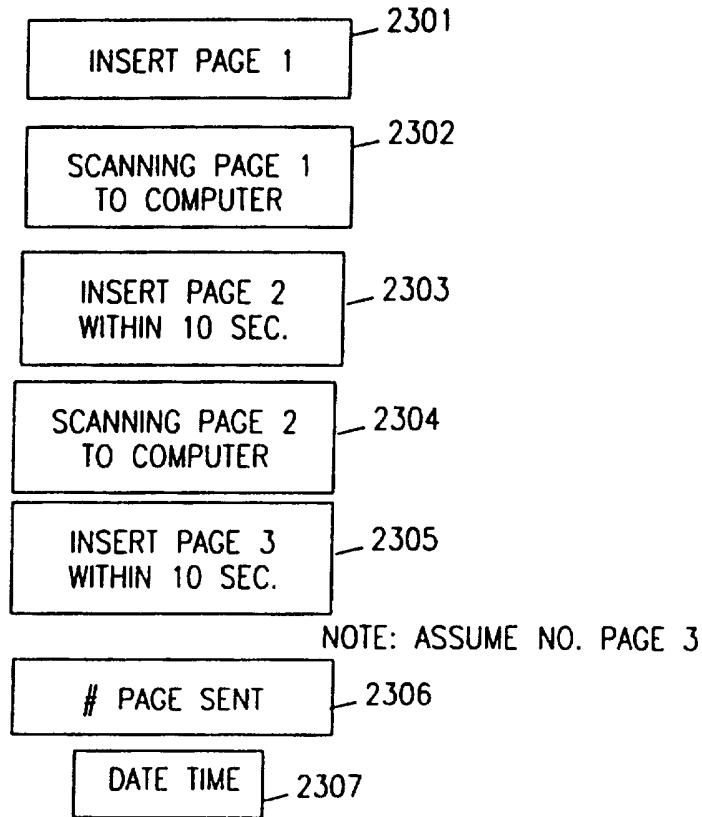 INSERT PAGE 1
2301
SCANNING PAGE 1
TO COMPUTER
2302
INSERT PAGE 2
WITHIN 10 SEC.
2303
SCANNING PAGE 2
TO COMPUTER
2304
INSERT PAGE 3
WITHIN 10 SEC.
2305
NOTE: ASSUME NO. PAGE 3
# PAGE SENT
2306
DATE TIME
2307